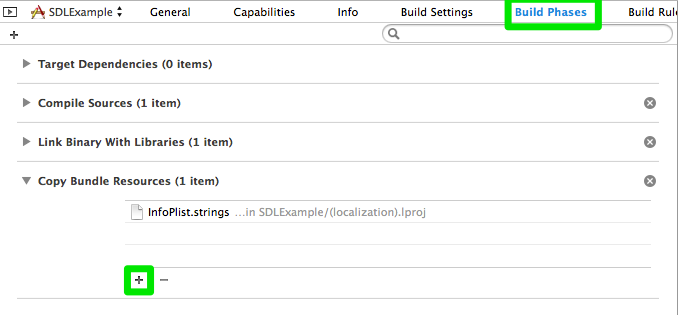 SDLExample General Capabilities Info Build Settings Build Phases Build Rul
Target Dependencies (0 items)
Compile Sources (1 item)
Link Binary With Libraries (1 item)
Copy Bundle Resources (1 item)
InfoPlist.strings ...in SDLExample/(localization).lproj